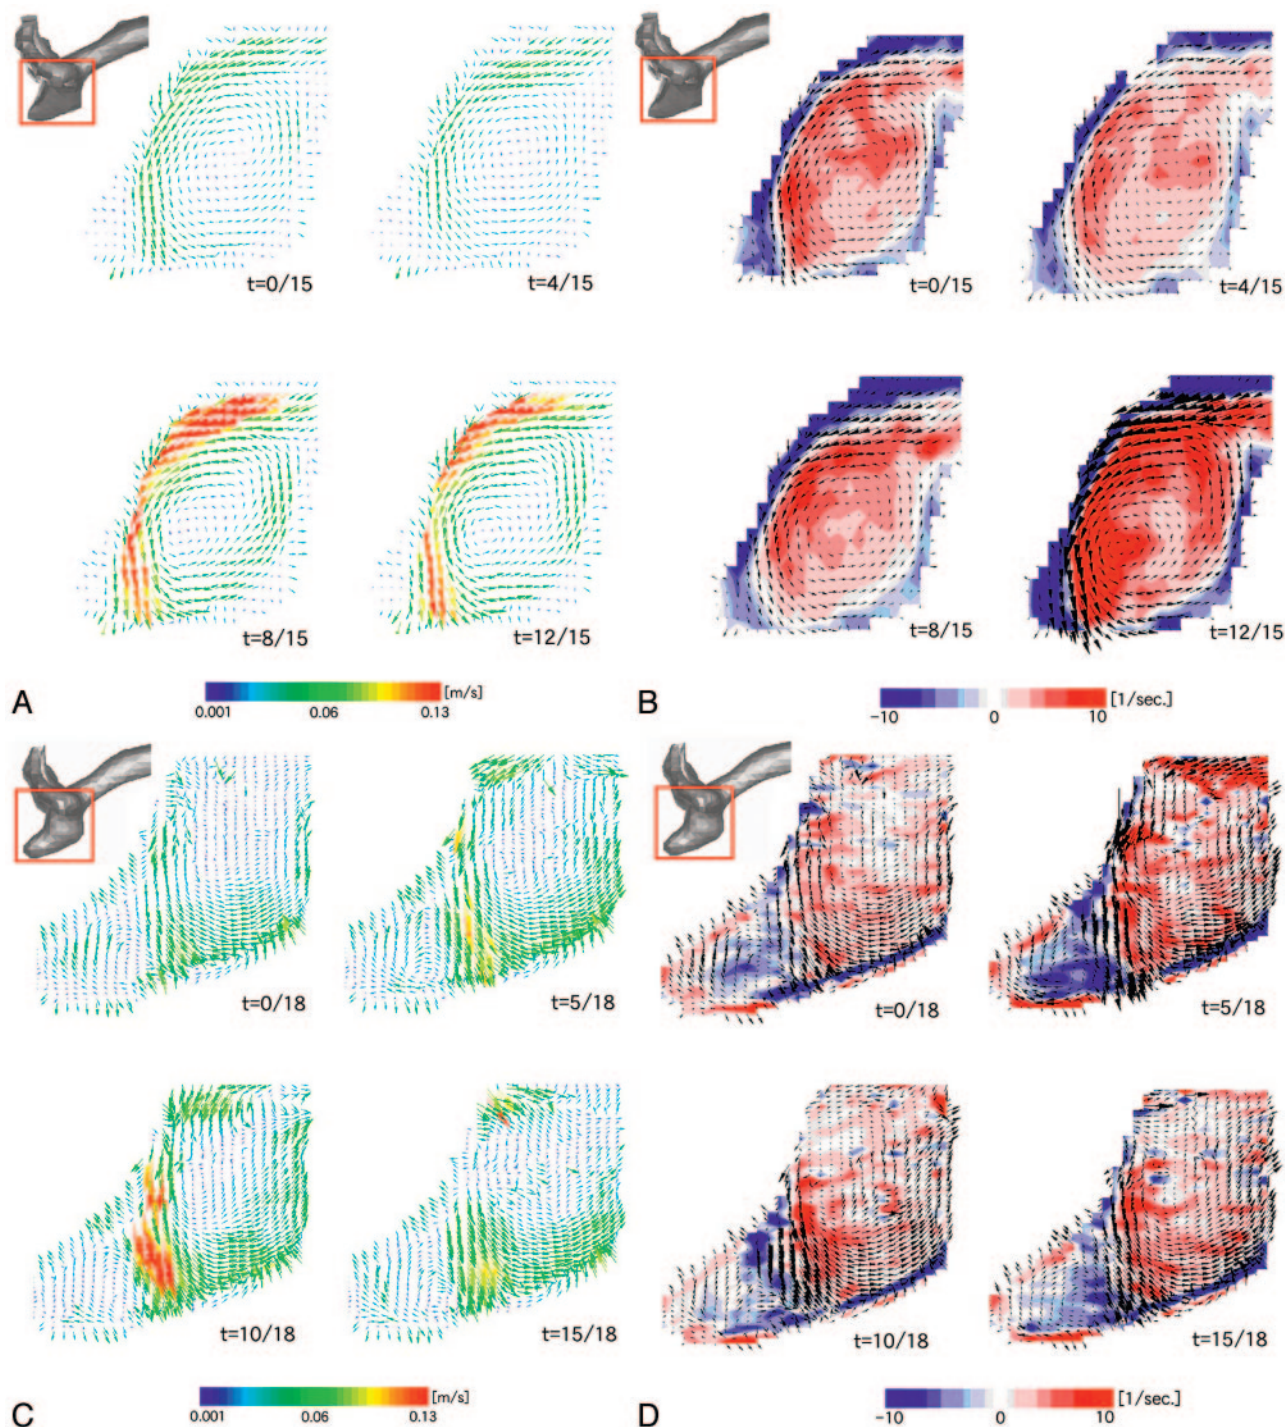 t=0/15
t=4/15
t=0/15
t=4/15
t=8/15
t=12/15
t=8/15
t=12/15
A
[m/s]
0.001
0.06
0.13
B
[1/sec.]
-10
0
10
t=0/18
t=5/18
t=0/18
t=5/18
t=10/18
t=15/18
t=10/18
t=15/18
C
[m/s]
0.001
0.06
0.13
D
[1/sec.]
-10
0
10